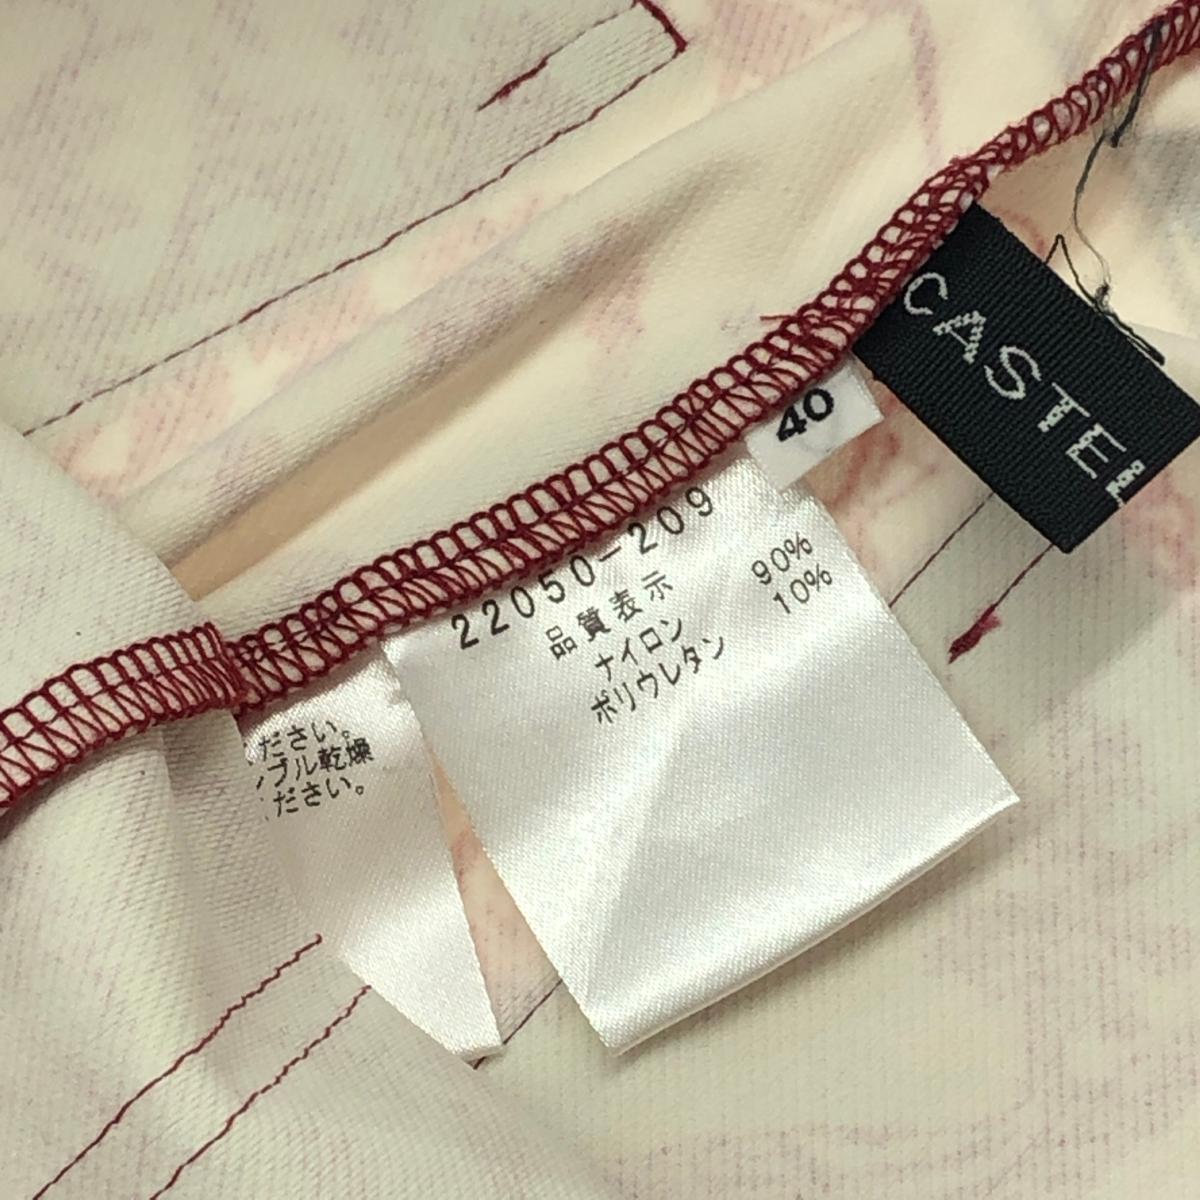 CASTE
40
22050-209
品質表示
ナイロン 90%
ポリウレタン 10%
ださい。
ブル乾燥
ださい。